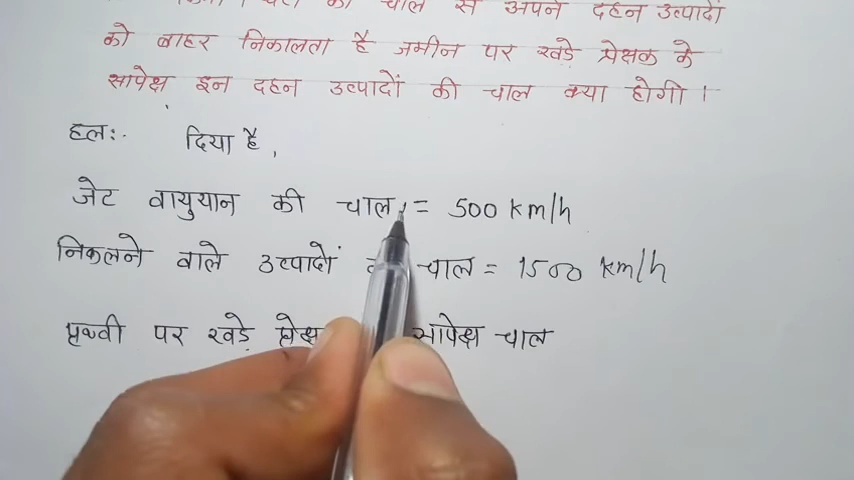 चाल से अपने दहन उत्पादों
को बाहर निकालता है जमीन पर खड़े प्रेक्षक के
सापेक्ष इन दहन उत्पादों की चाल क्या होगी।
हल:- दिया है,
जेट वायुयान की चाल = 500 km/h
निकलने वाले उत्पादों चाल = 1500 km/h
पृथ्वी पर खड़े सापेक्ष चाल